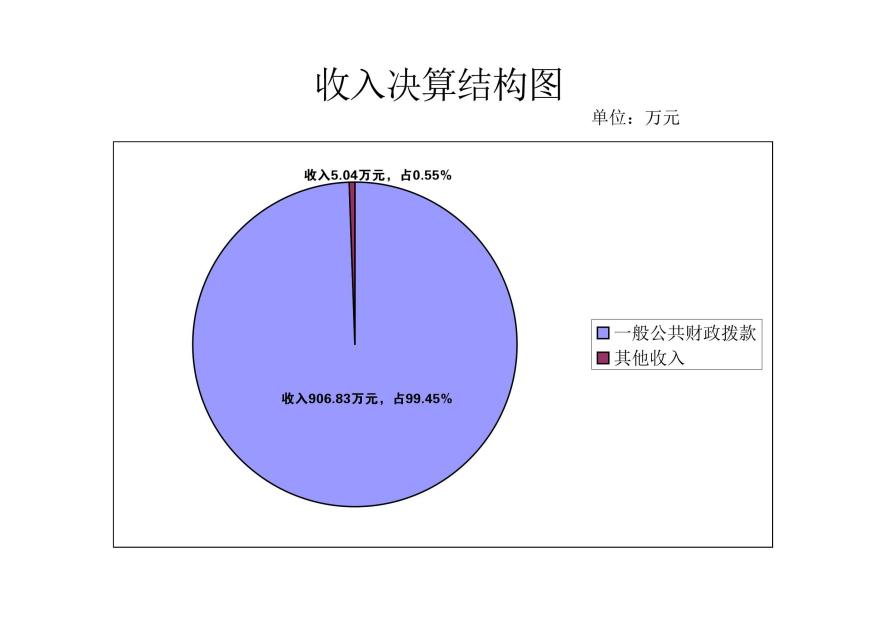 收入决算结构图
单位：万元
收入5.04万元，占0.55%
收入906.83万元，占99.45%
一般公共财政拨款
其他收入